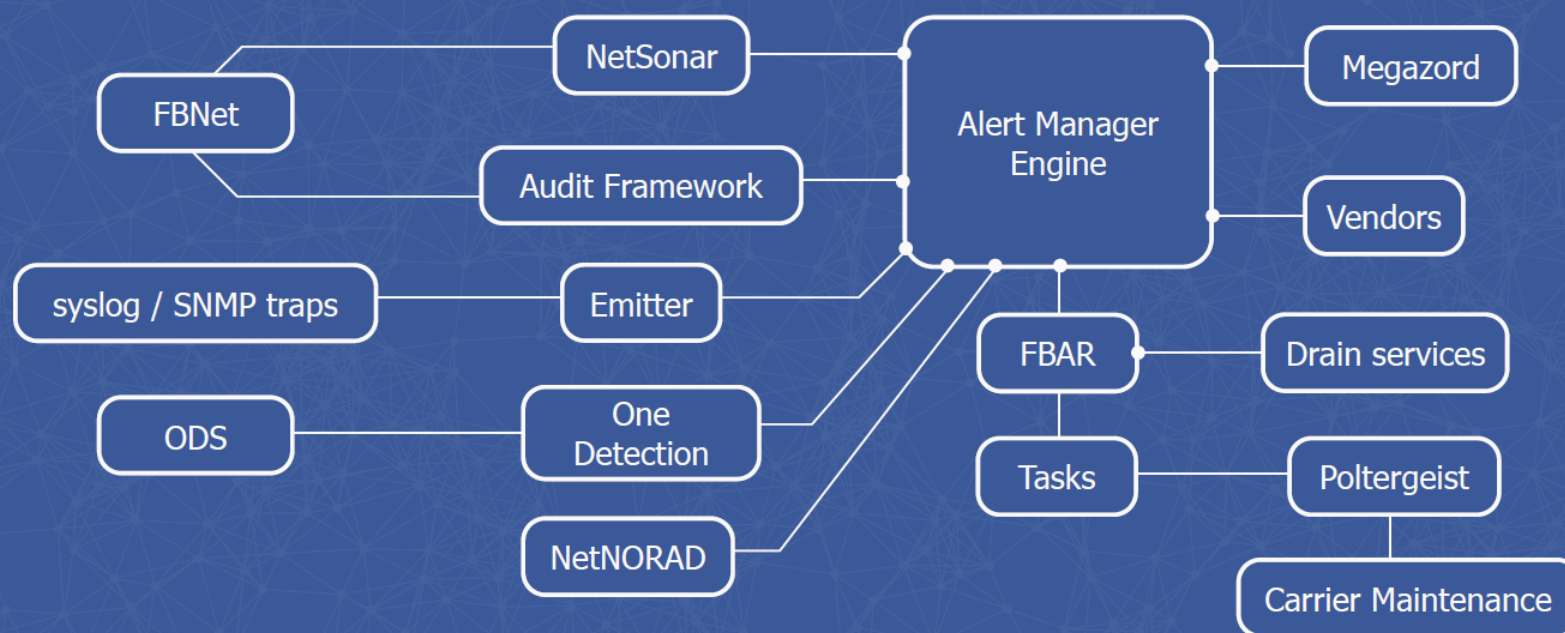 NetSonar
FBNet
Alert Manager
Engine
Megazord
Audit Framework
Vendors
syslog / SNMP traps
Emitter
FBAR
Drain services
ODS
One
Detection
Tasks
Poltergeist
NetNORAD
Carrier Maintenance